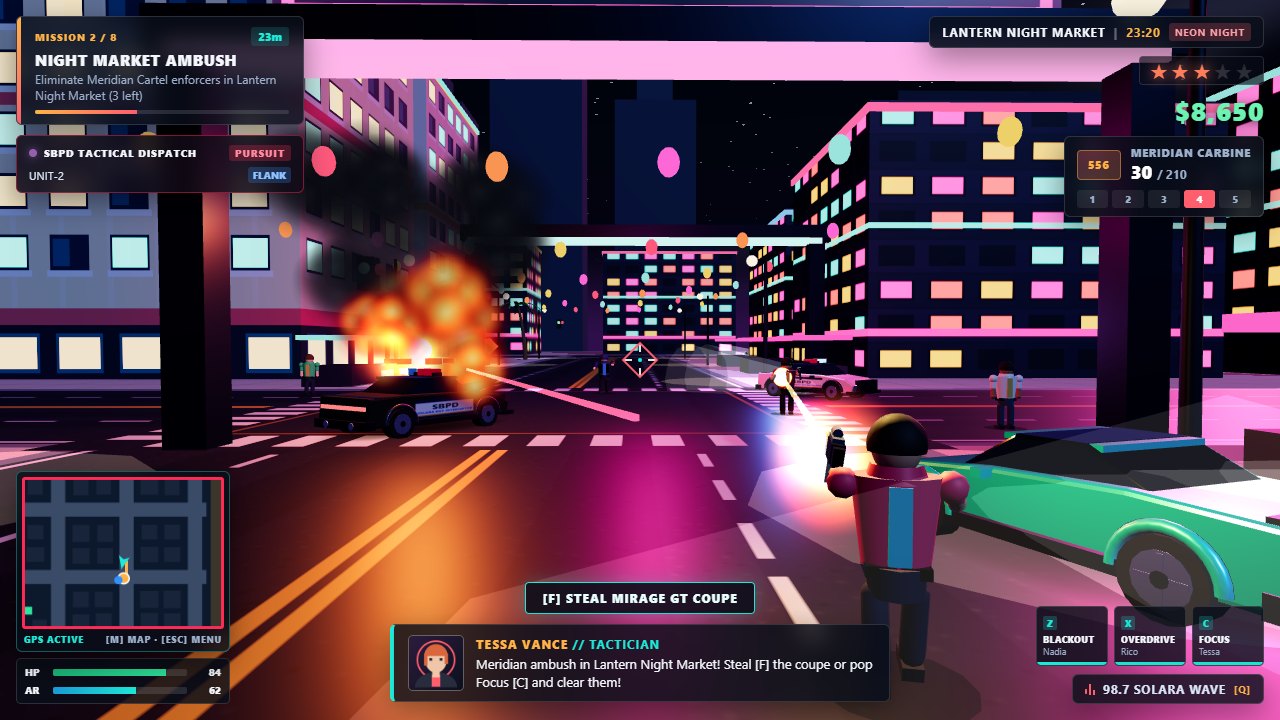 MISSION 2 / 8
23m
NIGHT MARKET AMBUSH
Eliminate Meridian Cartel enforcers in Lantern
Night Market (3 left)
SBPD TACTICAL DISPATCH
PURSUIT
UNIT-2
FLANK
LANTERN NIGHT MARKET | 23:20 NEON NIGHT
$8,650
556
MERIDIAN CARBINE
30 / 210
1 2 3 4 5
SBPD
[F] STEAL MIRAGE GT COUPE
TESSA VANCE // TACTICIAN
Meridian ambush in Lantern Night Market! Steal [F] the coupe or pop
Focus [C] and clear them!
GPS ACTIVE
[M] MAP · [ESC] MENU
HP 84
AR 62
Z
BLACKOUT
Nadia
X
OVERDRIVE
Rico
C
FOCUS
Tessa
98.7 SOLARA WAVE [Q]